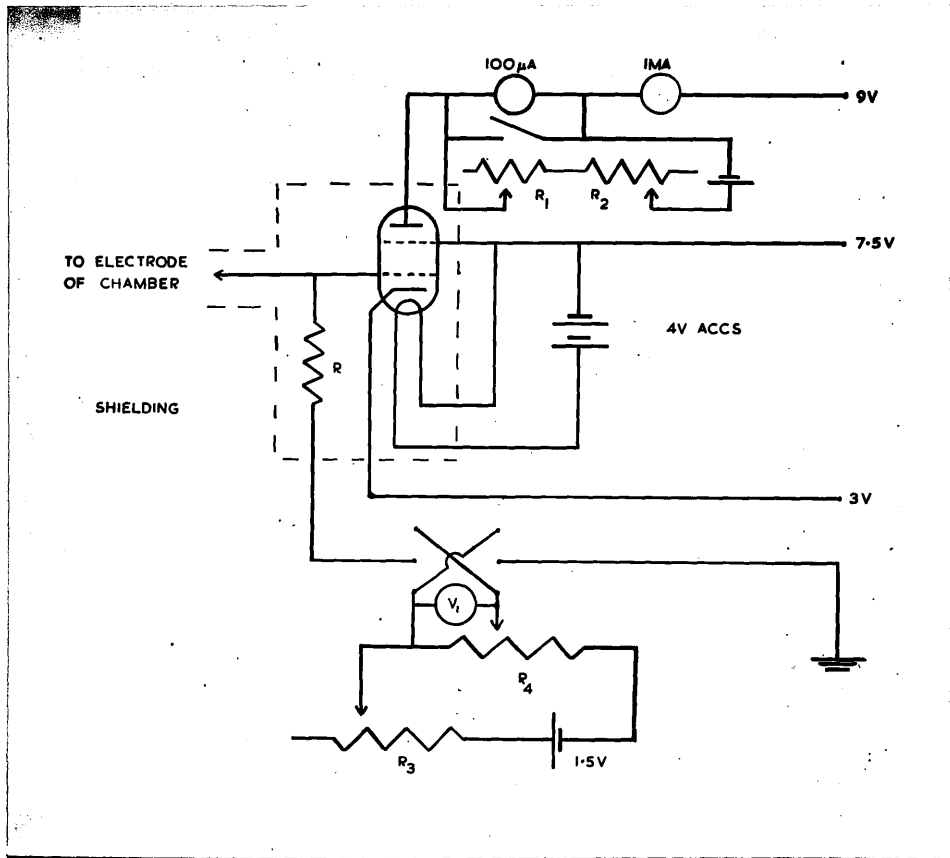 100μA
1MA
9V
R1
R2
7·5V
TO ELECTRODE
OF CHAMBER
4V ACCS
R
SHIELDING
3V
V1
R4
R3
1·5V